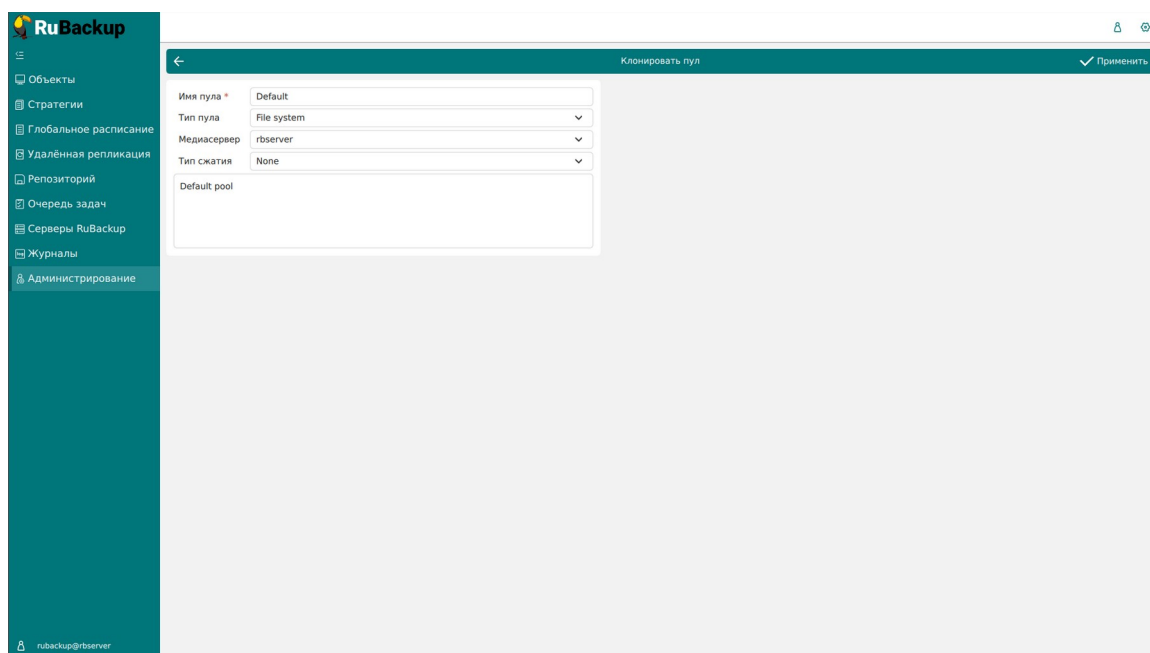 RuBackup
Объекты
Стратегии
Глобальное расписание
Удалённая репликация
Репозиторий
Очередь задач
Серверы RuBackup
Журналы
Администрирование
rubackup@rbserver
Клонировать пул
Применить
Имя пула * Default
Тип пула File system
Медиасервер rbserver
Тип сжатия None
Default pool